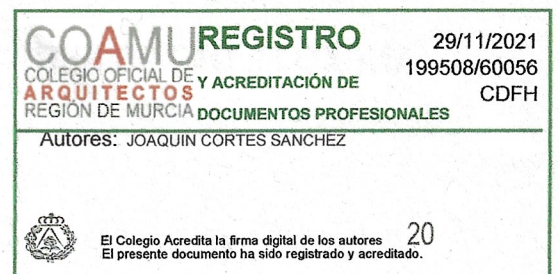 COAMU
COLEGIO OFICIAL DE
ARQUITECTOS
REGIÓN DE MURCIA
REGISTRO
Y ACREDITACIÓN DE
DOCUMENTOS PROFESIONALES
29/11/2021
199508/60056
CDFH
Autores: JOAQUIN CORTES SANCHEZ
El Colegio Acredita la firma digital de los autores
El presente documento ha sido registrado y acreditado.
20